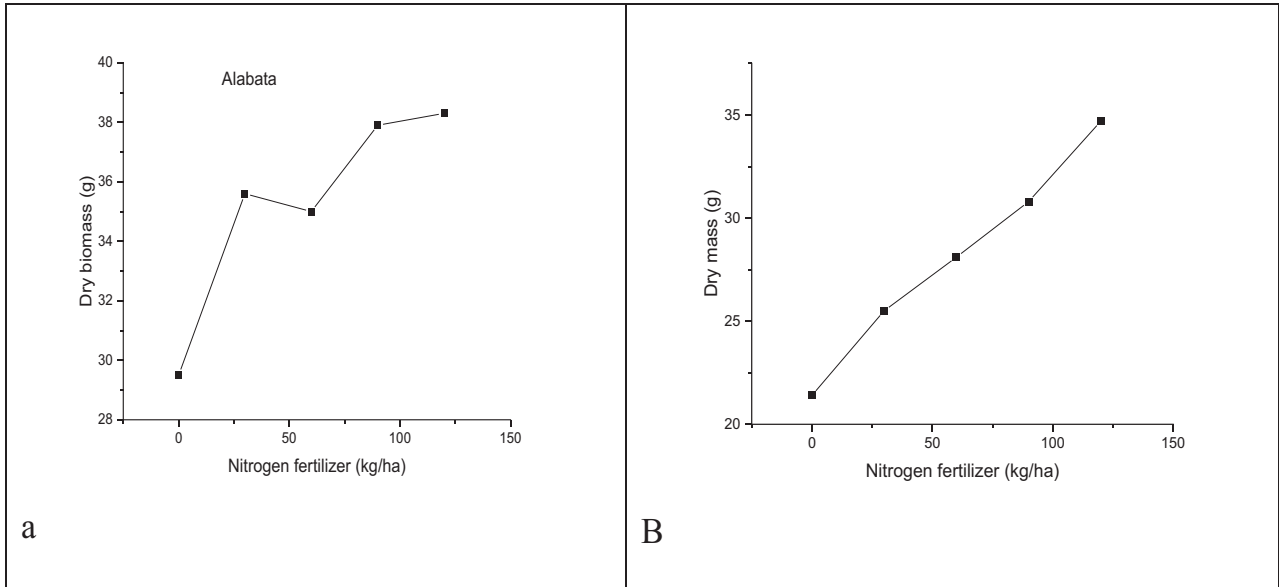 Alabata
40
38
36
34
32
30
28
Dry biomass (g)
0 50 100 150
Nitrogen fertilizer (kg/ha)
a
35
30
25
20
Dry mass (g)
0 50 100 150
Nitrogen fertilizer (kg/ha)
B